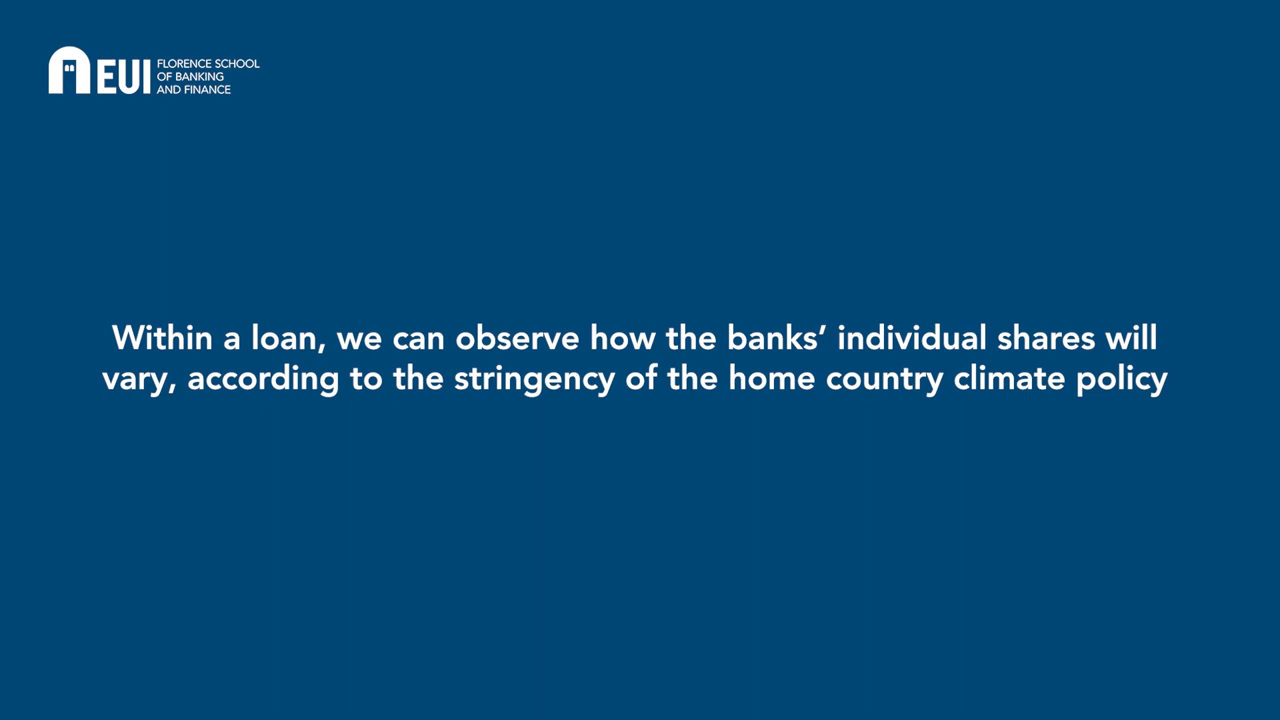 EUI
FLORENCE SCHOOL
OF BANKING
AND FINANCE
Within a loan, we can observe how the banks’ individual shares will
vary, according to the stringency of the home country climate policy